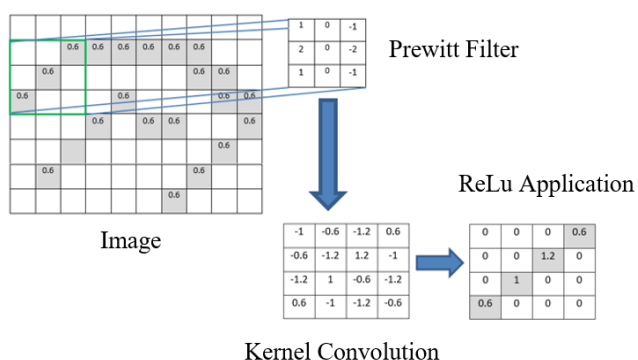 0.6 0.6 0.6 0.6 0.6 0.6
0.6 0.6 0.6
0.6 0.6 0.6 0.6
0.6 0.6 0.6 0.6
0.6
0.6 0.6
0.6
Image
1 0 -1
2 0 -2
1 0 -1
Prewitt Filter
-1 -0.6 -1.2 0.6
-0.6 -1.2 1.2 -1
-1.2 1 -0.6 -1.2
0.6 -1 -1.2 -0.6
Kernel Convolution
ReLu Application
0 0 0 0.6
0 0 1.2 0
0 1 0 0
0.6 0 0 0